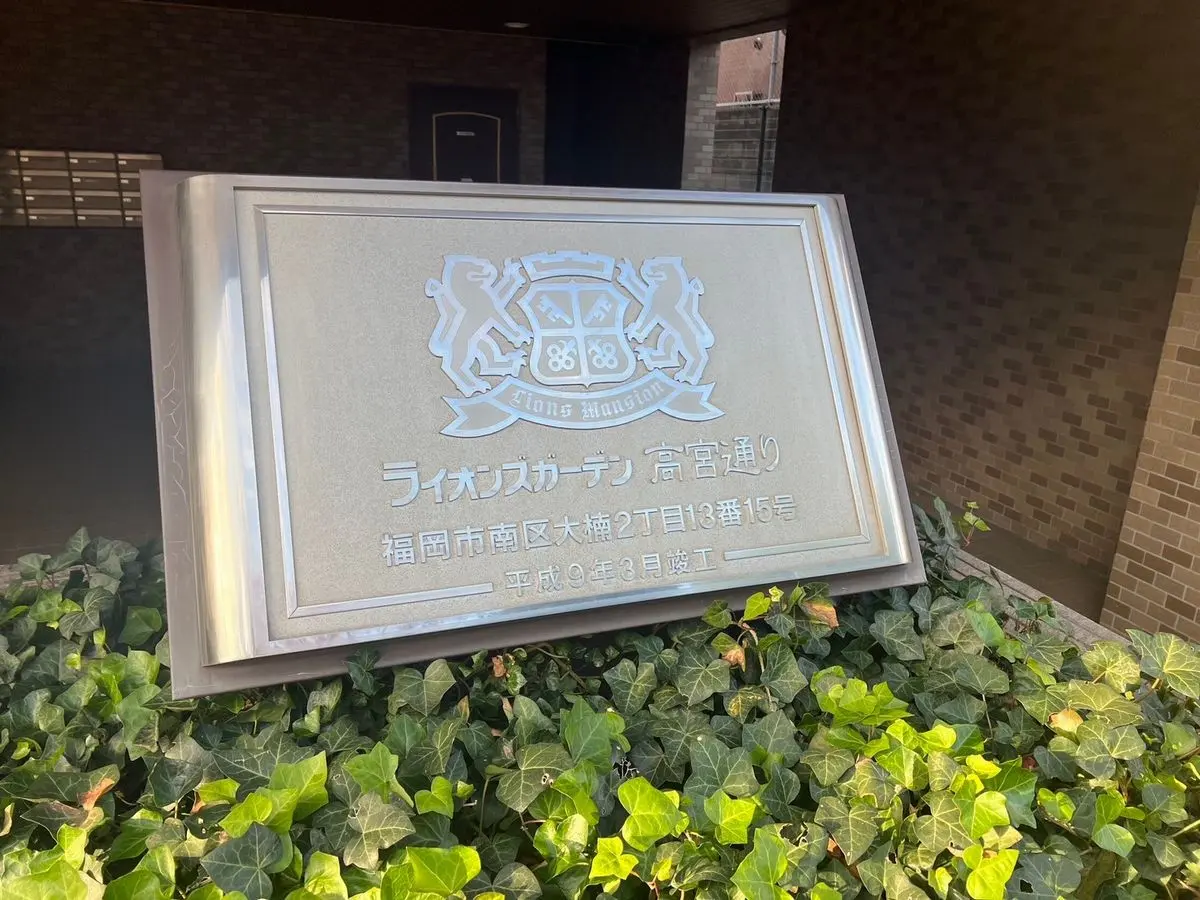 Lions Mansion
ライオンズガーデン 高宮通り
福岡市南区大楠2丁目13番15号
平成9年3月竣工